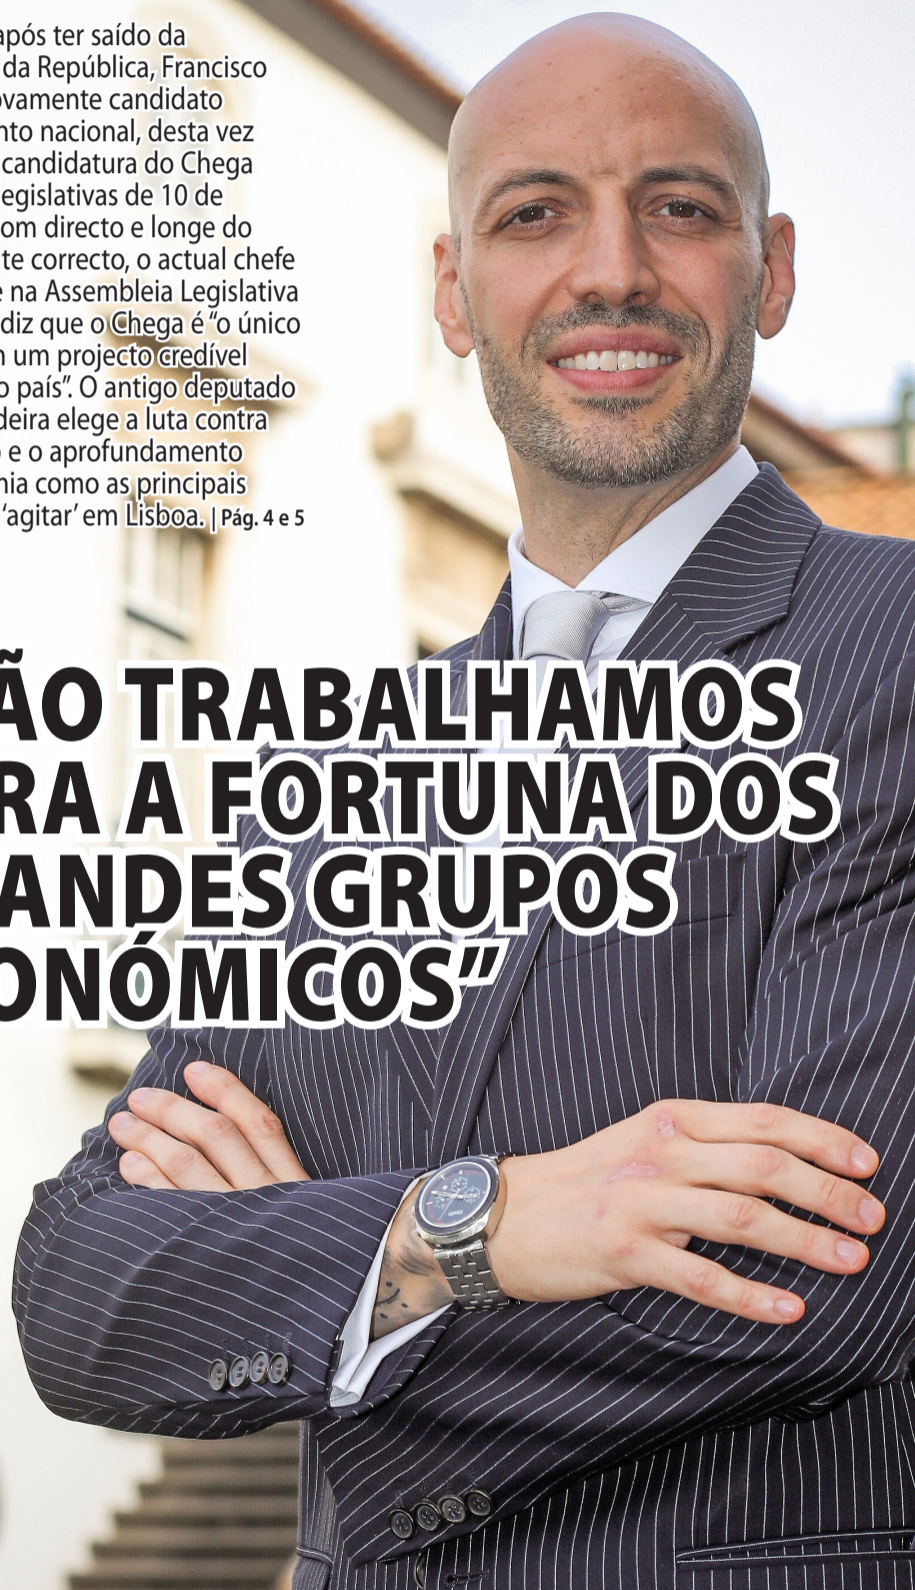 após ter saído da
da República, Francisco
ovamente candidato
nto nacional, desta vez
candidatura do Chega
egislativas de 10 de
om directo e longe do
te correcto, o actual chefe
e na Assembleia Legislativa
diz que o Chega é “o único
m um projecto credível
o país”. O antigo deputado
deira elege a luta contra
o e o aprofundamento
mia como as principais
‘agitar’ em Lisboa. | Pág. 4 e 5
ÃO TRABALHAMOS
RA A FORTUNA DOS
ANDES GRUPOS
ONÓMICOS”